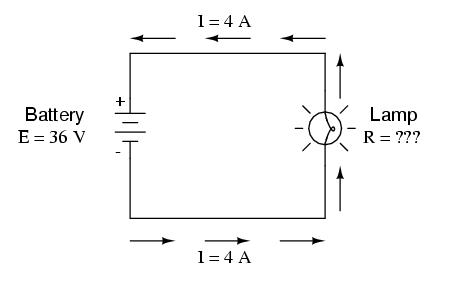 I = 4 A
+
Battery
E = 36 V
-
Lamp
R = ???
I = 4 A